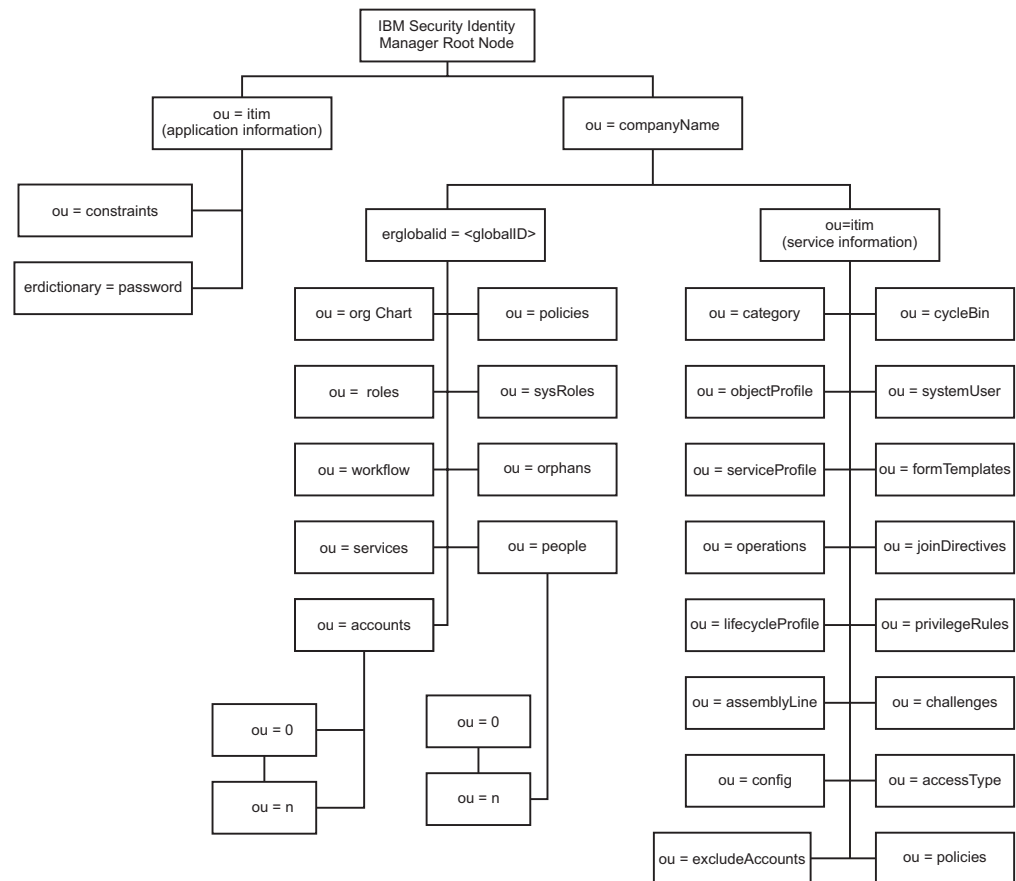 IBM Security Identity
Manager Root Node
ou = itim
(application information)
ou = companyName
ou = constraints
erdictionary = password
erglobalid = <globalID>
ou=itim
(service information)
ou = org Chart
ou = policies
ou = roles
ou = sysRoles
ou = workflow
ou = orphans
ou = services
ou = people
ou = accounts
ou = 0
ou = n
ou = 0
ou = n
ou = category
ou = cycleBin
ou = objectProfile
ou = systemUser
ou = serviceProfile
ou = formTemplates
ou = operations
ou = joinDirectives
ou = lifecycleProfile
ou = privilegeRules
ou = assemblyLine
ou = challenges
ou = config
ou = accessType
ou = excludeAccounts
ou = policies